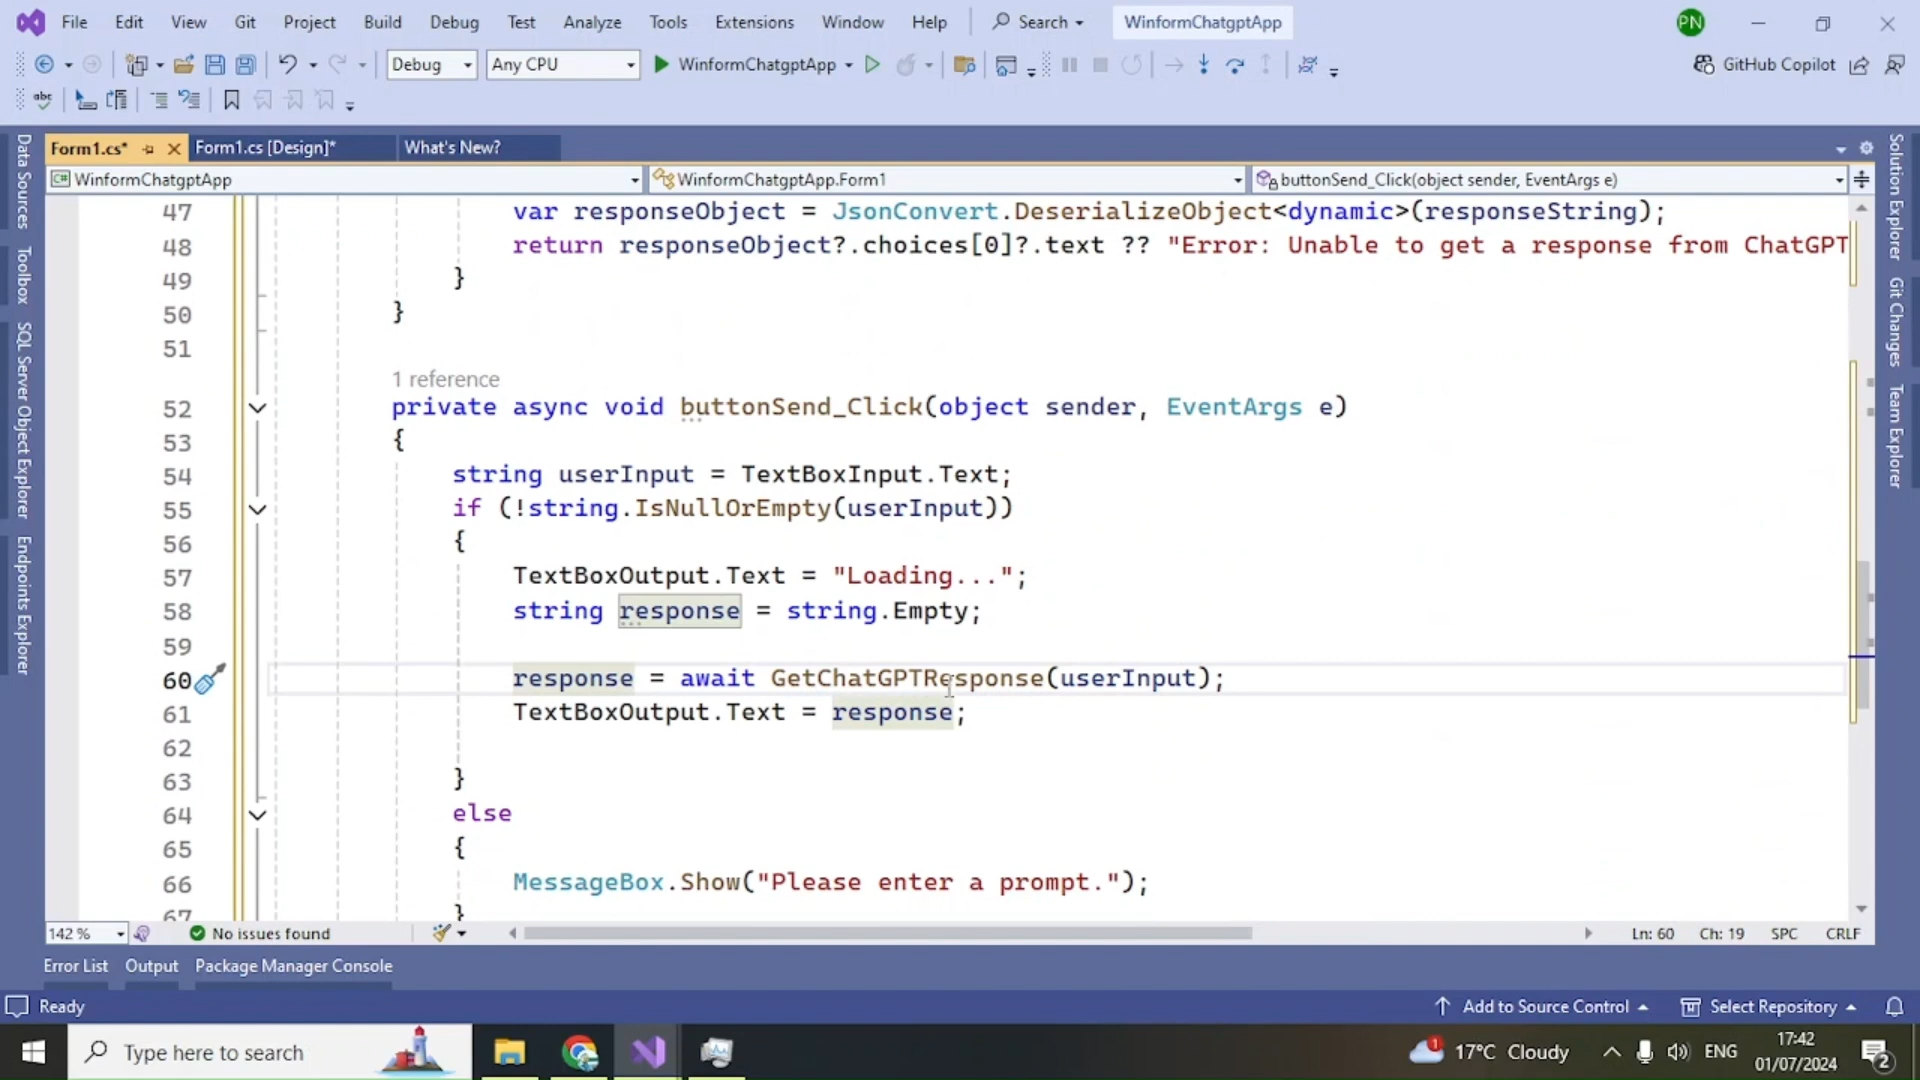 File Edit View Git Project Build Debug Test Analyze Tools Extensions Window Help Search WinformChatgptApp PN
Debug Any CPU WinformChatgptApp GitHub Copilot
abc
Form1.cs* Form1.cs [Design]* What's New?
C# WinformChatgptApp WinformChatgptApp.Form1 buttonSend_Click(object sender, EventArgs e)
47 var responseObject = JsonConvert.DeserializeObject<dynamic>(responseString);
48 return responseObject?.choices[0]?.text ?? "Error: Unable to get a response from ChatGPT
49 }
50 }
51
1 reference
52 private async void buttonSend_Click(object sender, EventArgs e)
53 {
54 string userInput = TextBoxInput.Text;
55 if (!string.IsNullOrEmpty(userInput))
56 {
57 TextBoxOutput.Text = "Loading...";
58 string response = string.Empty;
59
60 response = await GetChatGPTResponse(userInput);
61 TextBoxOutput.Text = response;
62
63 }
64 else
65 {
66 MessageBox.Show("Please enter a prompt.");
67 }
142 % No issues found Ln: 60 Ch: 19 SPC CRLF
Error List Output Package Manager Console
Ready Add to Source Control Select Repository
Type here to search 1 17°C Cloudy ENG 17:42
01/07/2024 2
Data Sources
Toolbox
SQL Server Object Explorer
Endpoints Explorer
Solution Explorer
Git Changes
Team Explorer